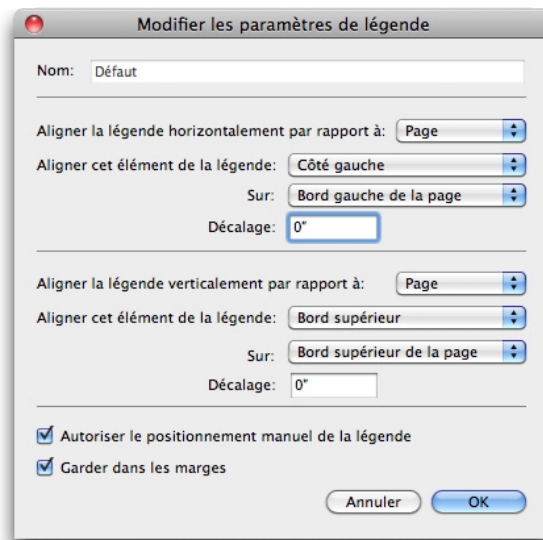 Modifier les paramètres de légende
Nom: Défaut
Aligner la légende horizontalement par rapport à: Page
Aligner cet élément de la légende: Côté gauche
Sur: Bord gauche de la page
Décalage: 0"
Aligner la légende verticalement par rapport à: Page
Aligner cet élément de la légende: Bord supérieur
Sur: Bord supérieur de la page
Décalage: 0"
Autoriser le positionnement manuel de la légende
Garder dans les marges
Annuler OK